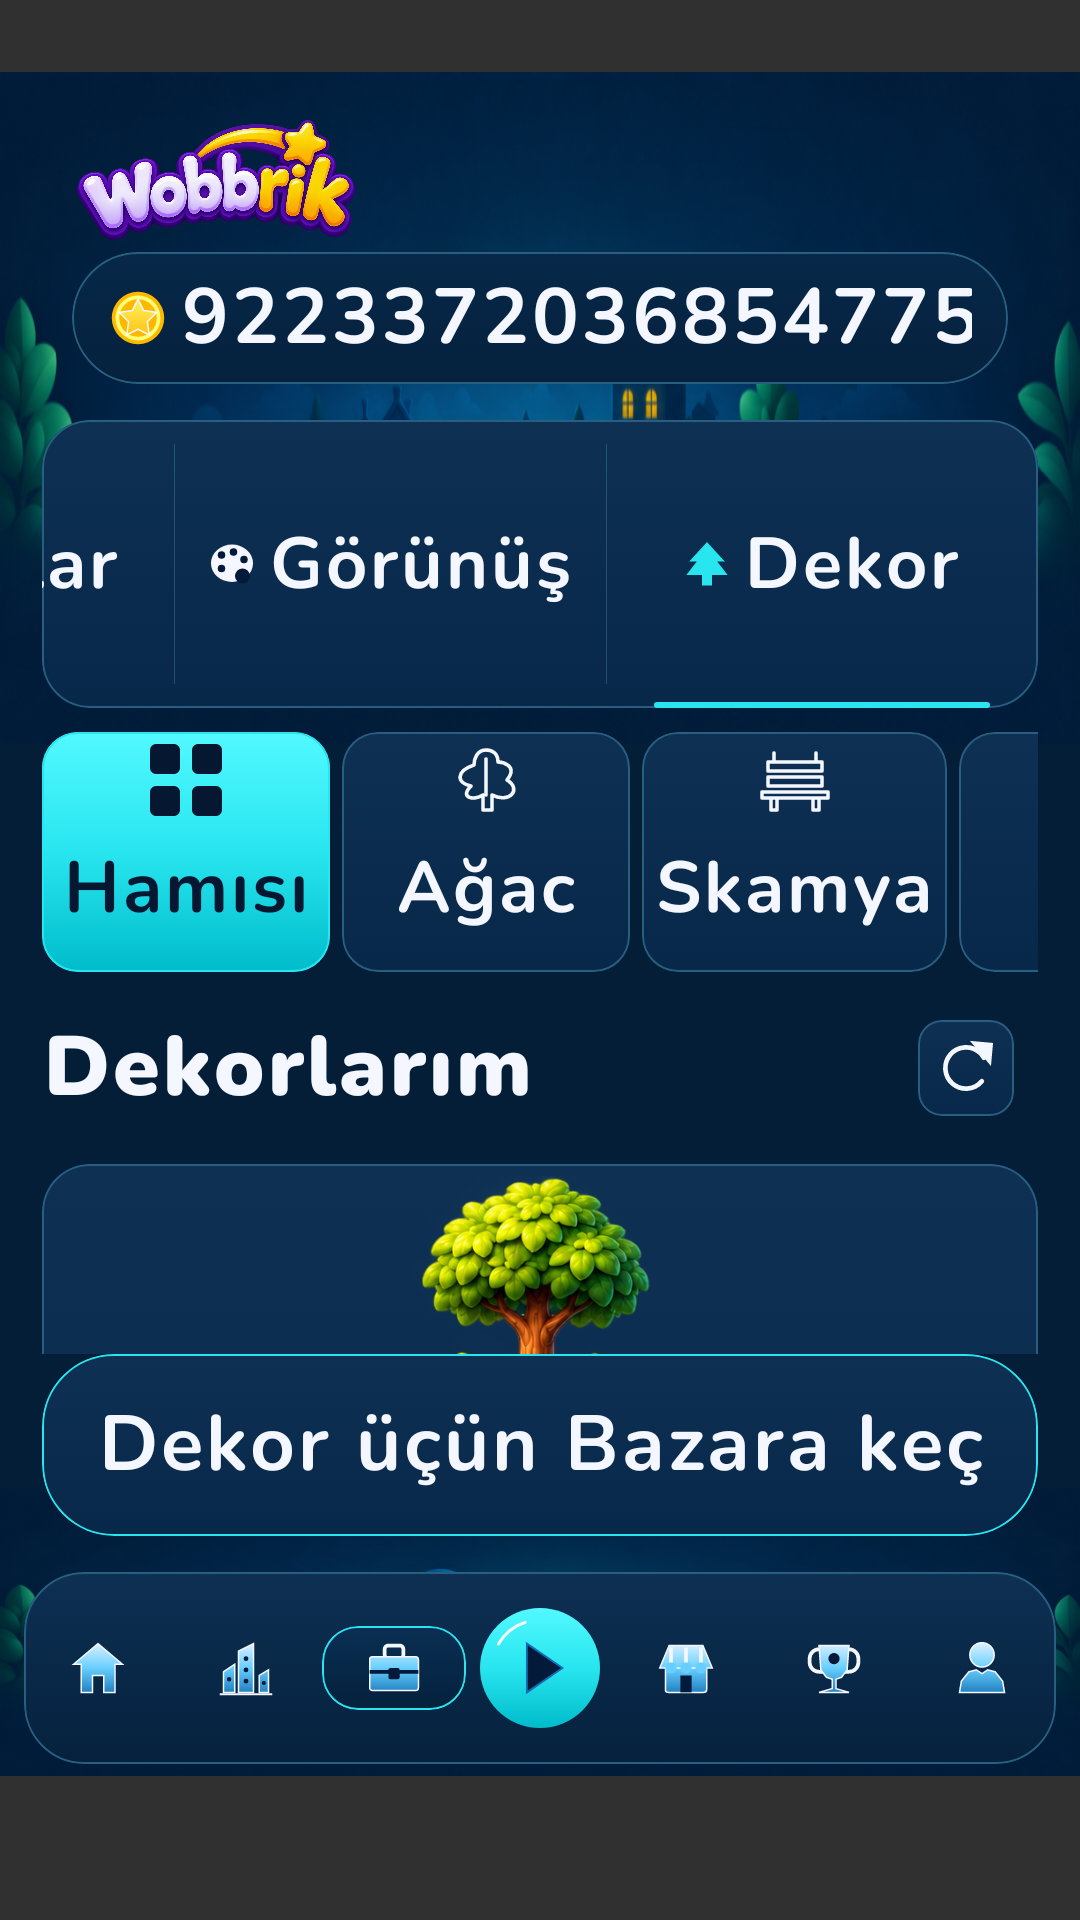 Wobbrik
9223372036854775
ar
Görünüş
Dekor
Hamısı
Ağac
Skamya
Dekorlarım
Dekor üçün Bazara keç